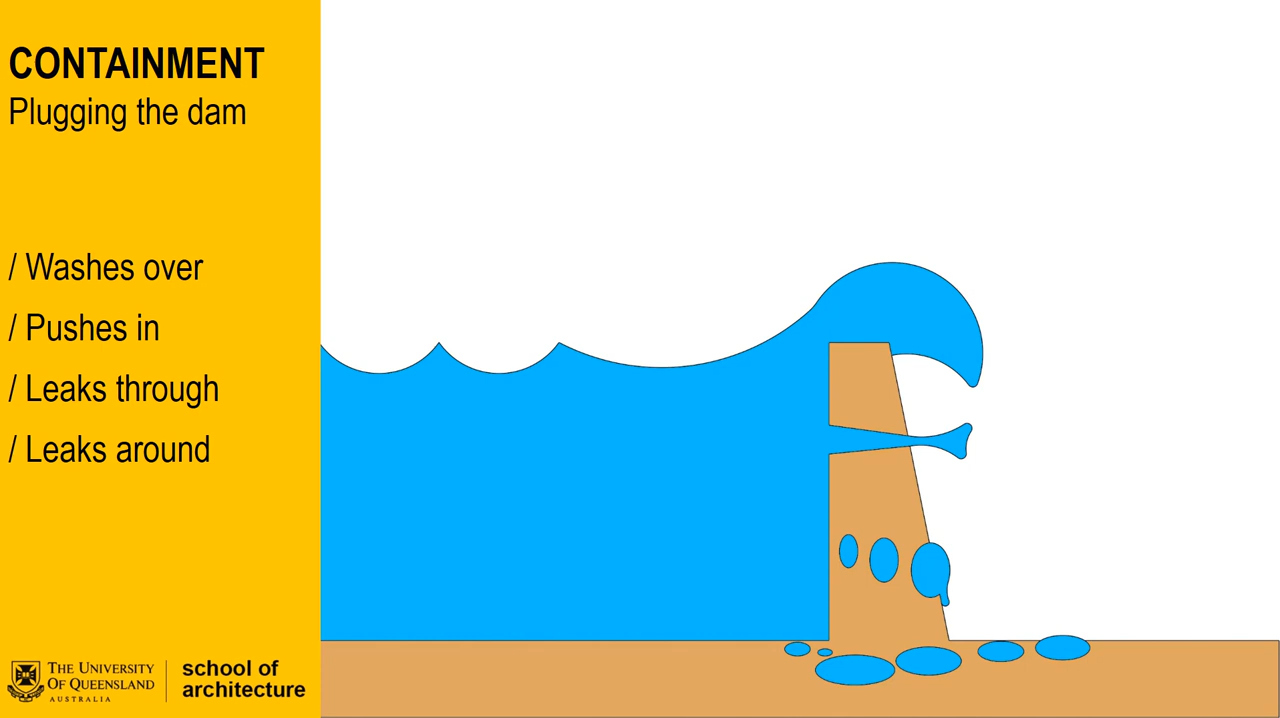 CONTAINMENT
Plugging the dam
/ Washes over
/ Pushes in
/ Leaks through
/ Leaks around
THE UNIVERSITY
OF QUEENSLAND
AUSTRALIA
school of
architecture